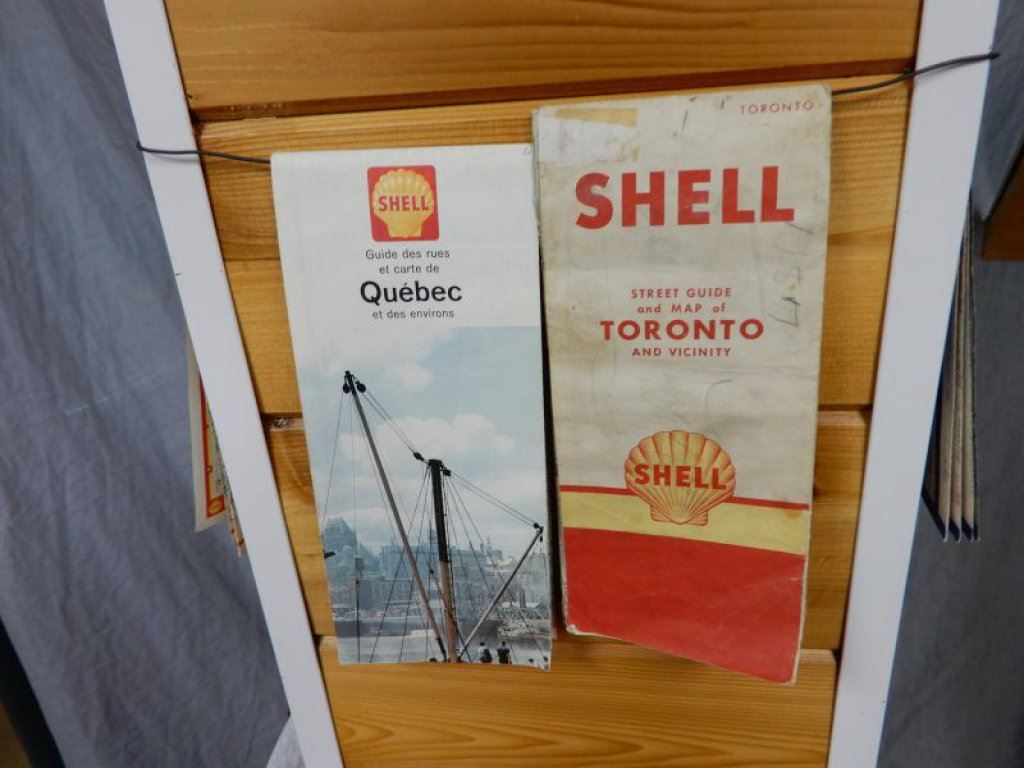 SHELL
Guide des rues
et carte de
Québec
et des environs
TORONTO
SHELL
STREET GUIDE
and MAP of
TORONTO
AND VICINITY
SHELL